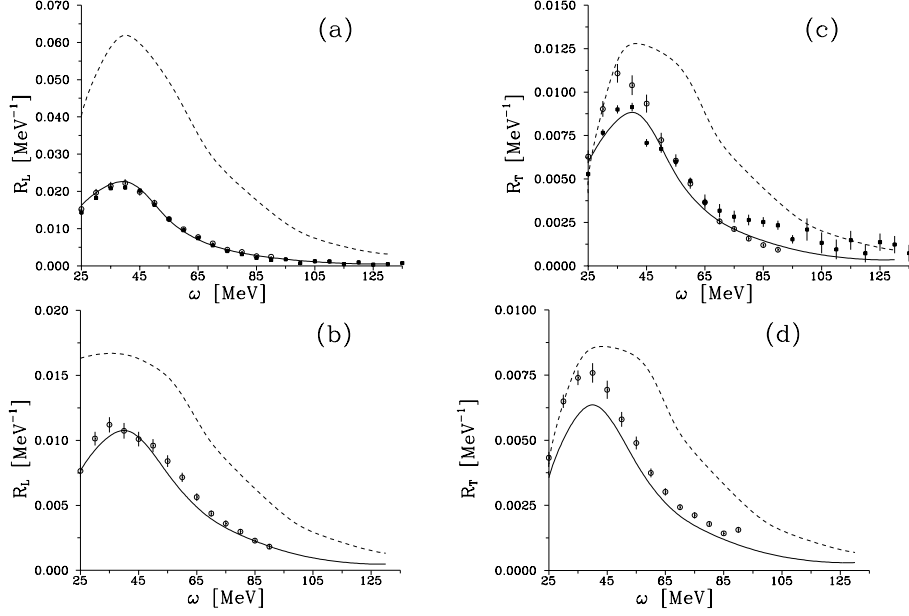 (a)
0.070
0.060
0.050
0.040
0.030
0.020
0.010
0.000
R_L [MeV⁻¹]
25 45 65 85 105 125
ω [MeV]
(c)
0.0150
0.0125
0.0100
0.0075
0.0050
0.0025
0.0000
R_T [MeV⁻¹]
25 45 65 85 105 125
ω [MeV]
(b)
0.020
0.015
0.010
0.005
0.000
R_L [MeV⁻¹]
25 45 65 85 105 125
ω [MeV]
(d)
0.0100
0.0075
0.0050
0.0025
0.0000
R_T [MeV⁻¹]
25 45 65 85 105 125
ω [MeV]